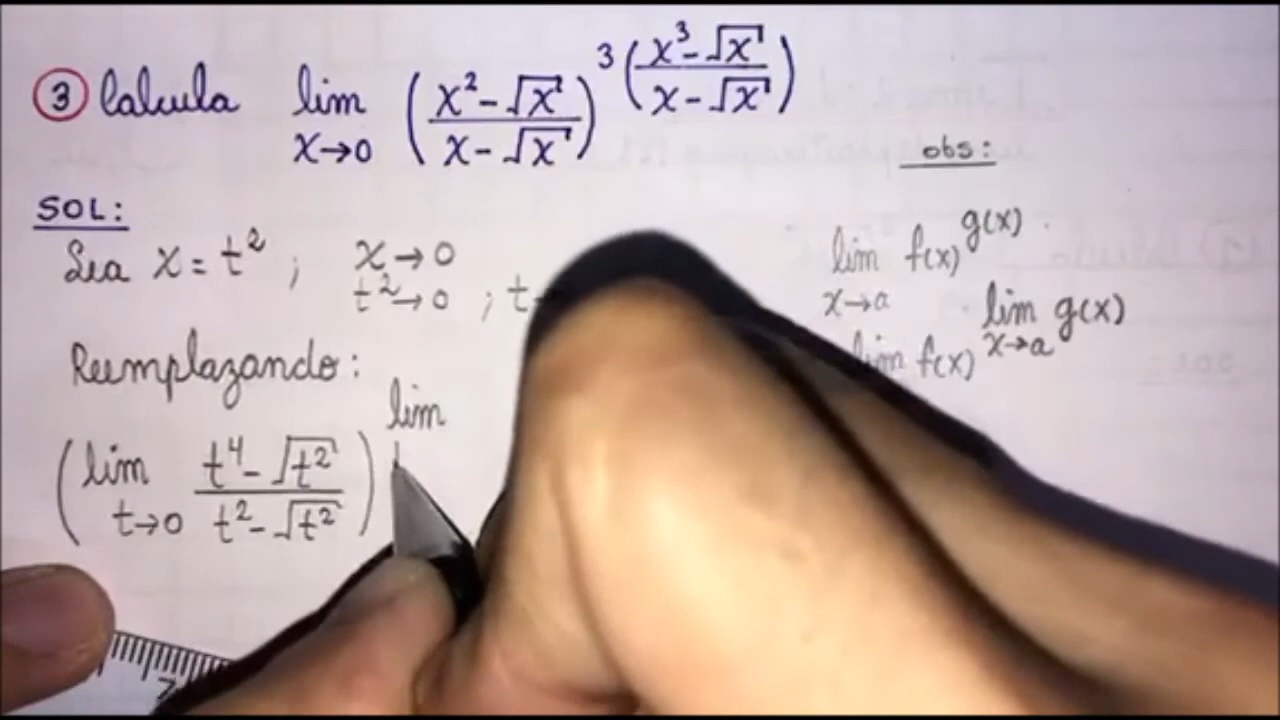 ③ Calcula lim x→0 ((x²-√x)/(x-√x))^(3((x³-√x)/(x-√x)))
obs:
SOL:
Sea x = t² ; x→0
t²→0 ; t
lim x→a f(x)^g(x)
lim f(x)^(lim x→a g(x))
Reemplazando:
(lim t→0 (t⁴-√t²)/(t²-√t²))^lim